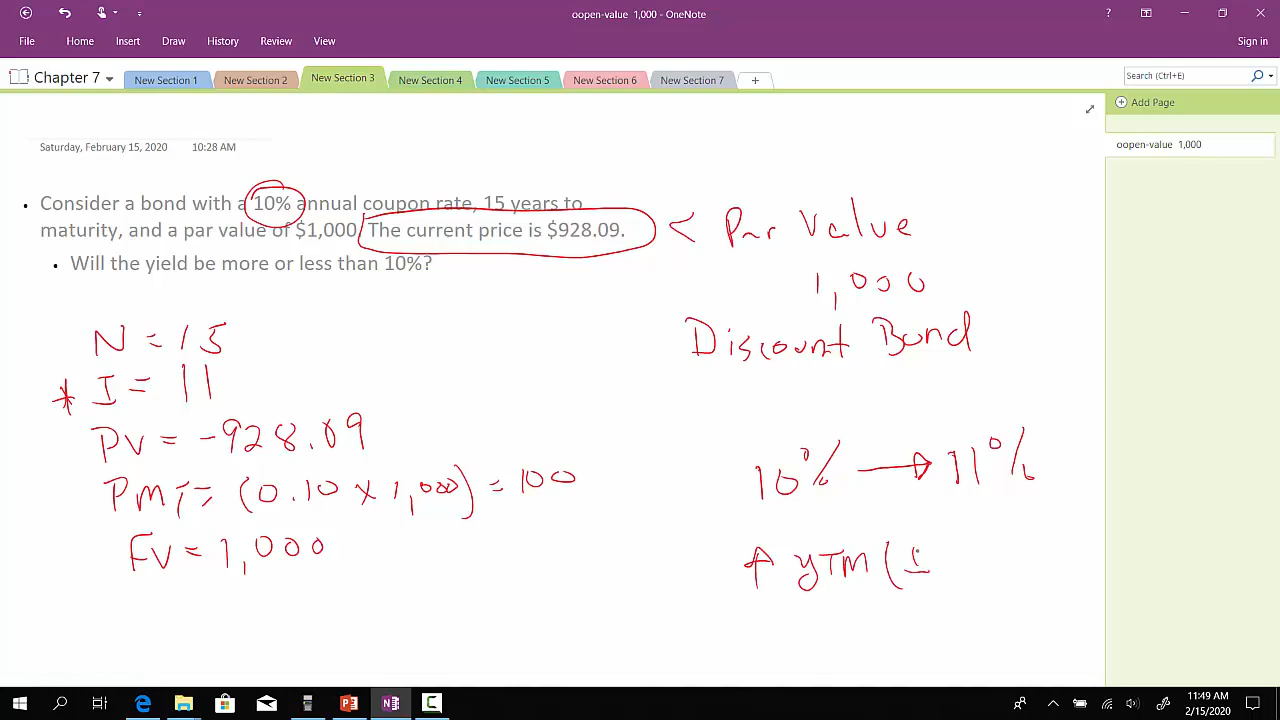 oopen-value 1,000 - OneNote
File Home Insert Draw History Review View
Sign in
Chapter 7
New Section 1
New Section 2
New Section 3
New Section 4
New Section 5
New Section 6
New Section 7
Search (Ctrl+E)
Add Page
oopen-value 1,000
Saturday, February 15, 2020 10:28 AM
• Consider a bond with a 10% annual coupon rate, 15 years to
maturity, and a par value of $1,000. The current price is $928.09.
• Will the yield be more or less than 10%?
< Par Value
1,000
Discount Bond
N = 15
* I = 11
PV = -928.09
PMT = (0.10 x 1,000) = 100
FV = 1,000
10% → 11%
↑ YTM (I
11:49 AM
2/15/2020